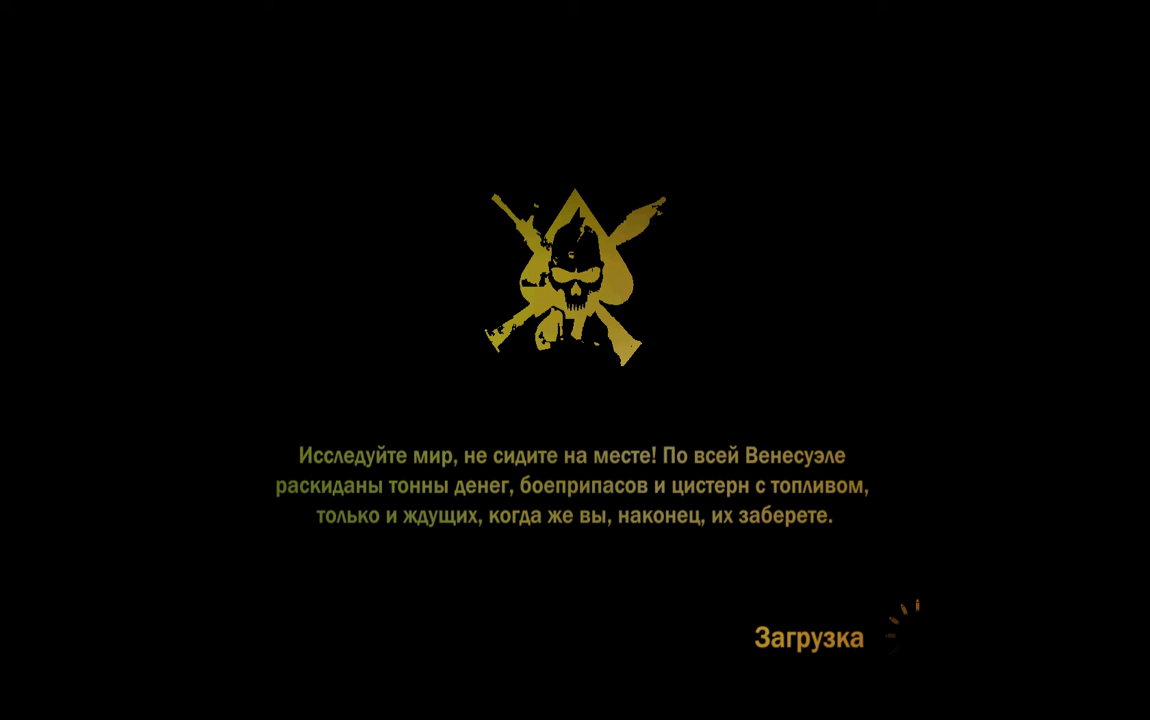 Исследуйте мир, не сидите на месте! По всей Венесуэле
раскиданы тонны денег, боеприпасов и цистерн с топливом,
только и ждущих, когда же вы, наконец, их заберете.
Загрузка